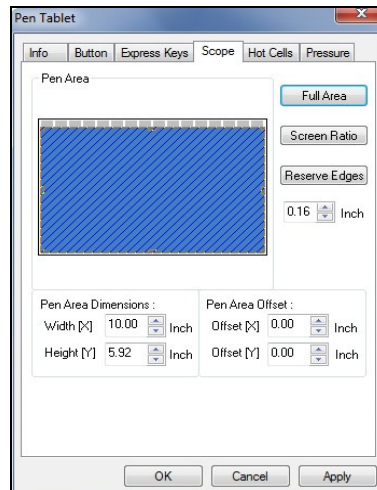 Pen Tablet
Info Button Express Keys Scope Hot Cells Pressure
Pen Area
Full Area
Screen Ratio
Reserve Edges
0.16 Inch
Pen Area Dimensions :
Width [X] 10.00 Inch
Height [Y] 5.92 Inch
Pen Area Offset :
Offset [X] 0.00 Inch
Offset [Y] 0.00 Inch
OK Cancel Apply